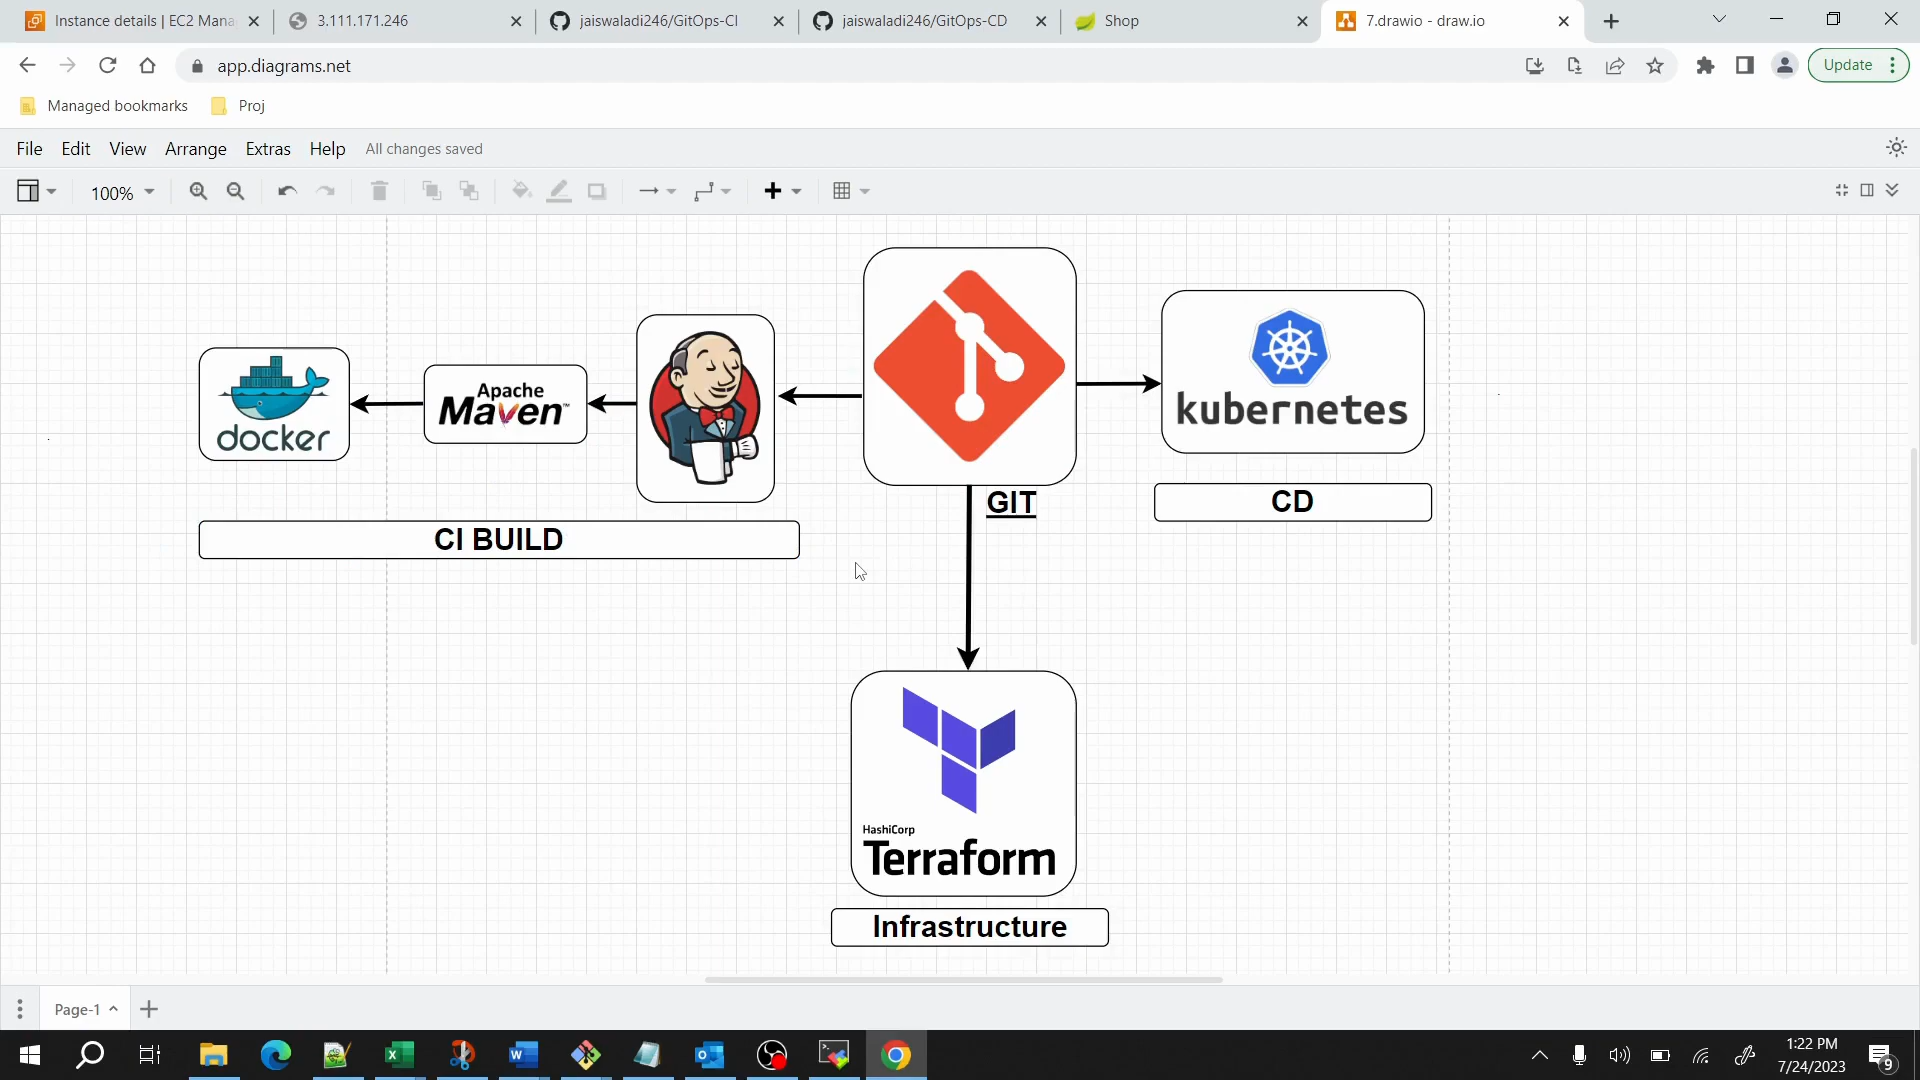 Instance details | EC2 Mana
3.111.171.246
jaiswaladi246/GitOps-CI
jaiswaladi246/GitOps-CD
Shop
7.drawio - draw.io
app.diagrams.net
Update
Managed bookmarks
Proj
File Edit View Arrange Extras Help All changes saved
100%
docker
Apache
Maven™
GIT
kubernetes
CD
CI BUILD
HashiCorp
Terraform
Infrastructure
Page-1
1:22 PM
7/24/2023
9